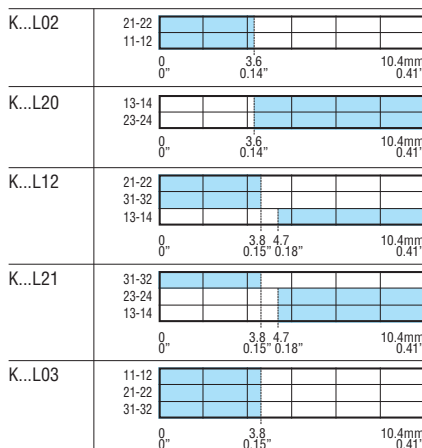 K...L02
21-22
11-12
0 3.6 10.4mm
0” 0.14” 0.41”
K...L20
13-14
23-24
0 3.6 10.4mm
0” 0.14” 0.41”
K...L12
21-22
31-32
13-14
0 3.8 4.7 10.4mm
0” 0.15” 0.18” 0.41”
K...L21
31-32
23-24
13-14
0 3.8 4.7 10.4mm
0” 0.15” 0.18” 0.41”
K...L03
11-12
21-22
31-32
0 3.8 10.4mm
0” 0.15” 0.41”